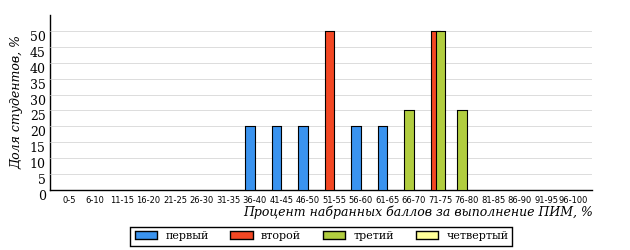 Доля студентов, %
50
45
40
35
30
25
20
15
10
5
0
0-5 6-10 11-15 16-20 21-25 26-30 31-35 36-40 41-45 46-50 51-55 56-60 61-65 66-70 71-75 76-80 81-85 86-90 91-95 96-100
Процент набранных баллов за выполнение ПИМ, %
первый второй третий четвертый